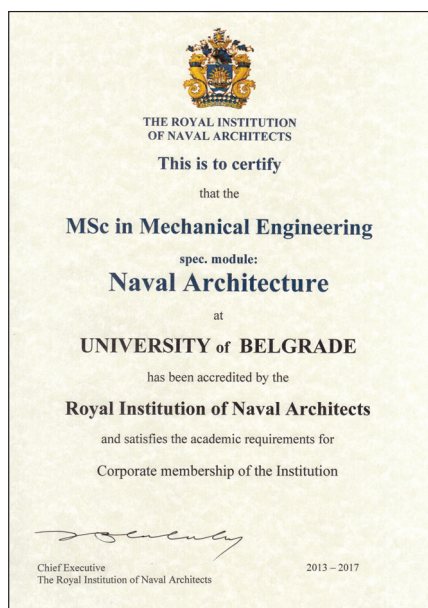 THE ROYAL INSTITUTION
OF NAVAL ARCHITECTS
This is to certify
that the
MSc in Mechanical Engineering
spec. module:
Naval Architecture
at
UNIVERSITY of BELGRADE
has been accredited by the
Royal Institution of Naval Architects
and satisfies the academic requirements for
Corporate membership of the Institution
Chief Executive 2013 – 2017
The Royal Institution of Naval Architects